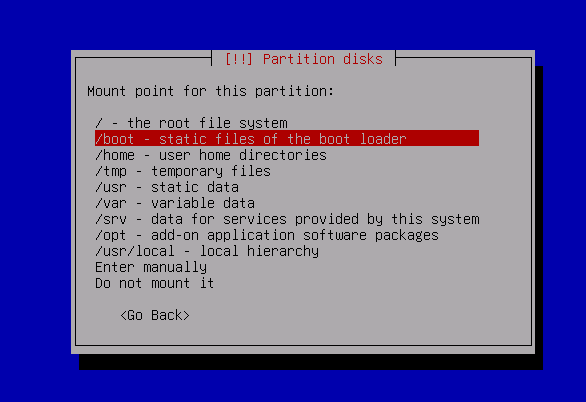 [!!] Partition disks
Mount point for this partition:
/ - the root file system
/boot - static files of the boot loader
/home - user home directories
/tmp - temporary files
/usr - static data
/var - variable data
/srv - data for services provided by this system
/opt - add-on application software packages
/usr/local - local hierarchy
Enter manually
Do not mount it
<Go Back>